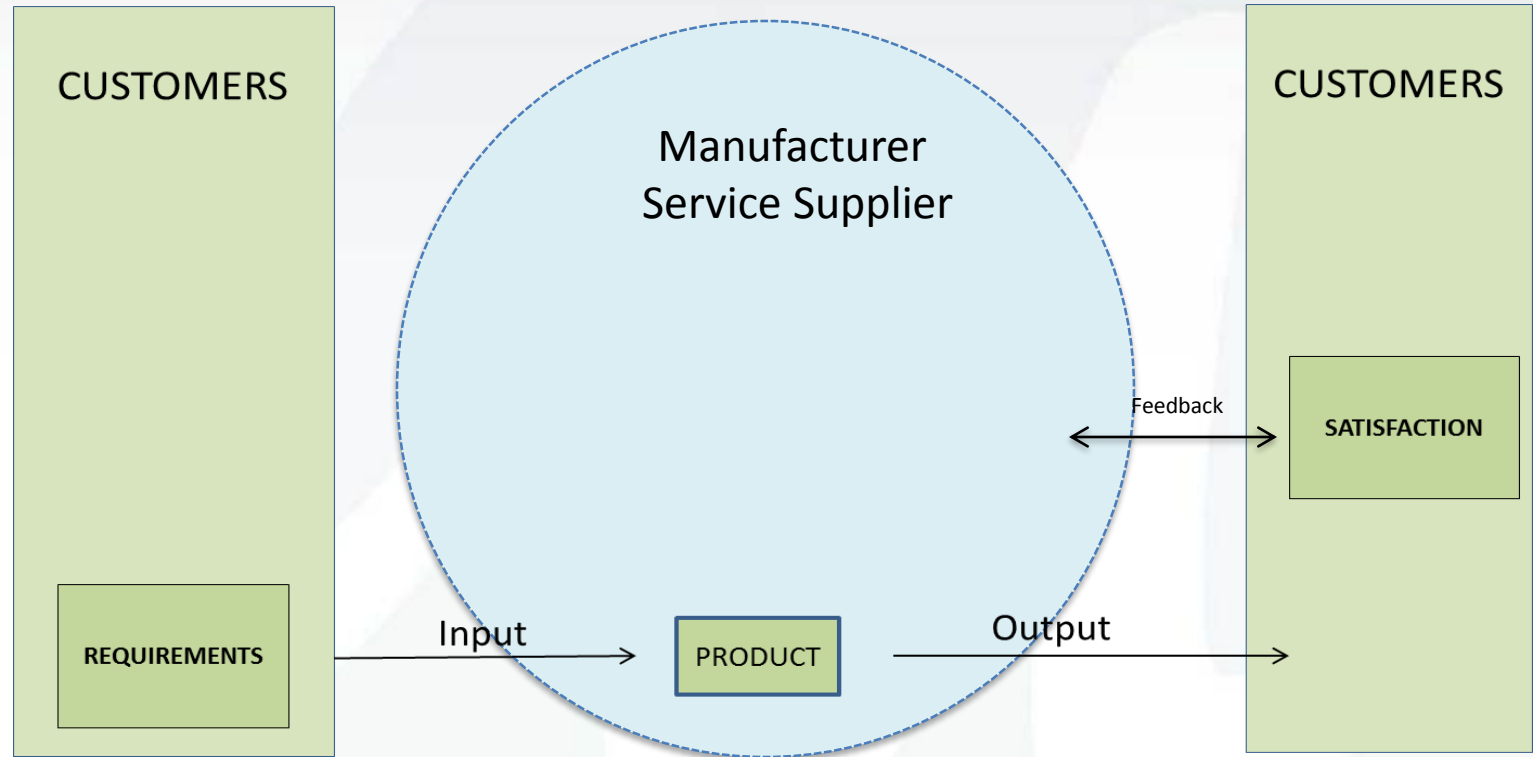 CUSTOMERS
Manufacturer
Service Supplier
CUSTOMERS
Feedback
SATISFACTION
REQUIREMENTS
Input
PRODUCT
Output